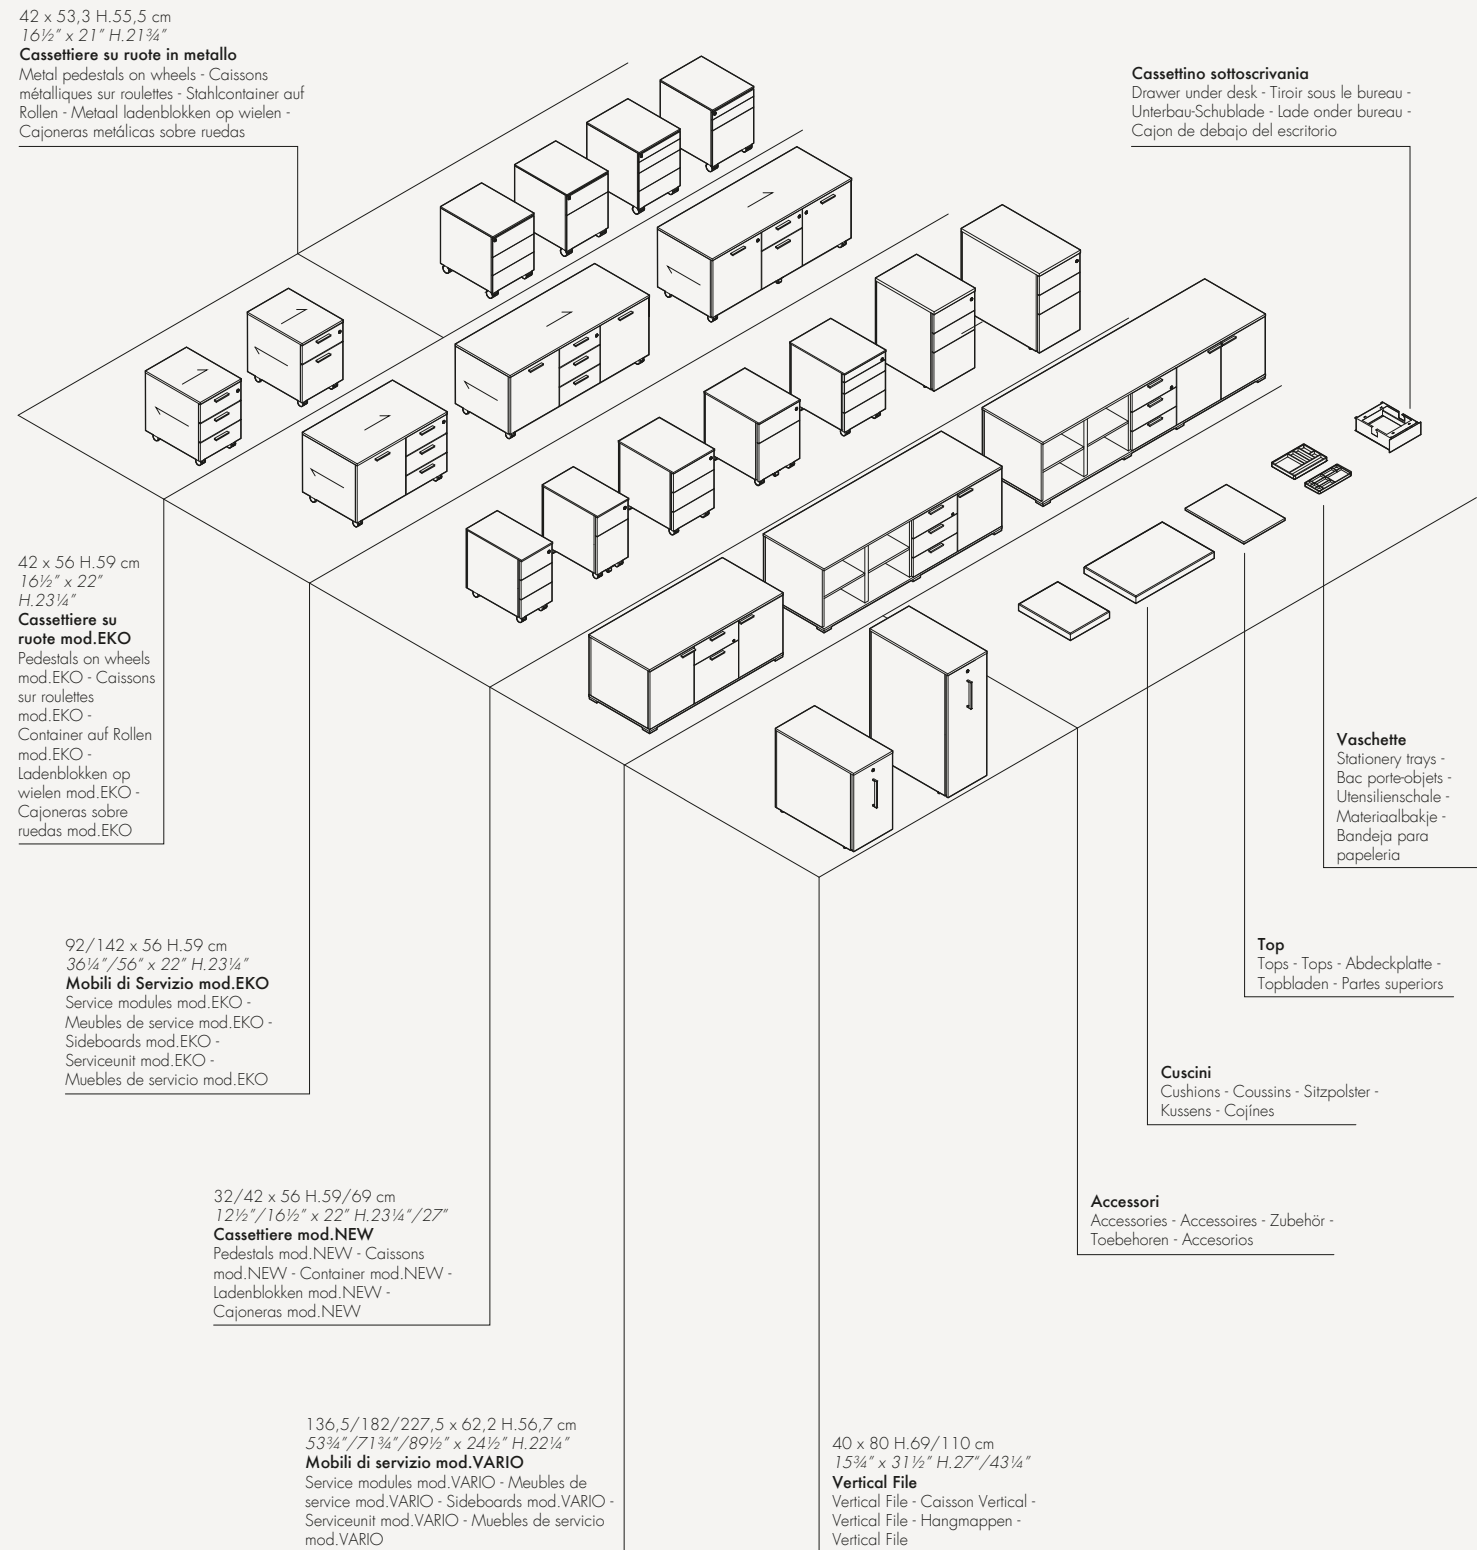 42 x 53,3 H.55,5 cm
16½” x 21” H.21¾”
Cassettiere su ruote in metallo
Metal pedestals on wheels - Caissons
métalliques sur roulettes - Stahlcontainer auf
Rollen - Metaal ladenblokken op wielen -
Cajoneras metálicas sobre ruedas
Cassettino sottoscrivania
Drawer under desk - Tiroir sous le bureau -
Unterbau-Schublade - Lade onder bureau -
Cajon de debajo del escritorio
42 x 56 H.59 cm
16½” x 22”
H.23¼”
Cassettiere su
ruote mod.EKO
Pedestals on wheels
mod.EKO - Caissons
sur roulettes
mod.EKO -
Container auf Rollen
mod.EKO -
Ladenblokken op
wielen mod.EKO -
Cajoneras sobre
ruedas mod.EKO
Vaschette
Stationery trays -
Bac porte-objets -
Utensilienschale -
Materiaalbakje -
Bandeja para
papeleria
92/142 x 56 H.59 cm
36¼”/56” x 22” H.23¼”
Mobili di Servizio mod.EKO
Service modules mod.EKO -
Meubles de service mod.EKO -
Sideboards mod.EKO -
Serviceunit mod.EKO -
Muebles de servicio mod.EKO
Top
Tops - Tops - Abdeckplatte -
Topbladen - Partes superiors
Cuscini
Cushions - Coussins - Sitzpolster -
Kussens - Cojínes
32/42 x 56 H.59/69 cm
12½”/16½” x 22” H.23¼”/27”
Cassettiere mod.NEW
Pedestals mod.NEW - Caissons
mod.NEW - Container mod.NEW -
Ladenblokken mod.NEW -
Cajoneras mod.NEW
Accessori
Accessories - Accessoires - Zubehör -
Toebehoren - Accesorios
136,5/182/227,5 x 62,2 H.56,7 cm
53¾”/71¾”/89½” x 24½” H.22¼”
Mobili di servizio mod.VARIO
Service modules mod.VARIO - Meubles de
service mod.VARIO - Sideboards mod.VARIO -
Serviceunit mod.VARIO - Muebles de servicio
mod.VARIO
40 x 80 H.69/110 cm
15¾” x 31½” H.27”/43¼”
Vertical File
Vertical File - Caisson Vertical -
Vertical File - Hangmappen -
Vertical File